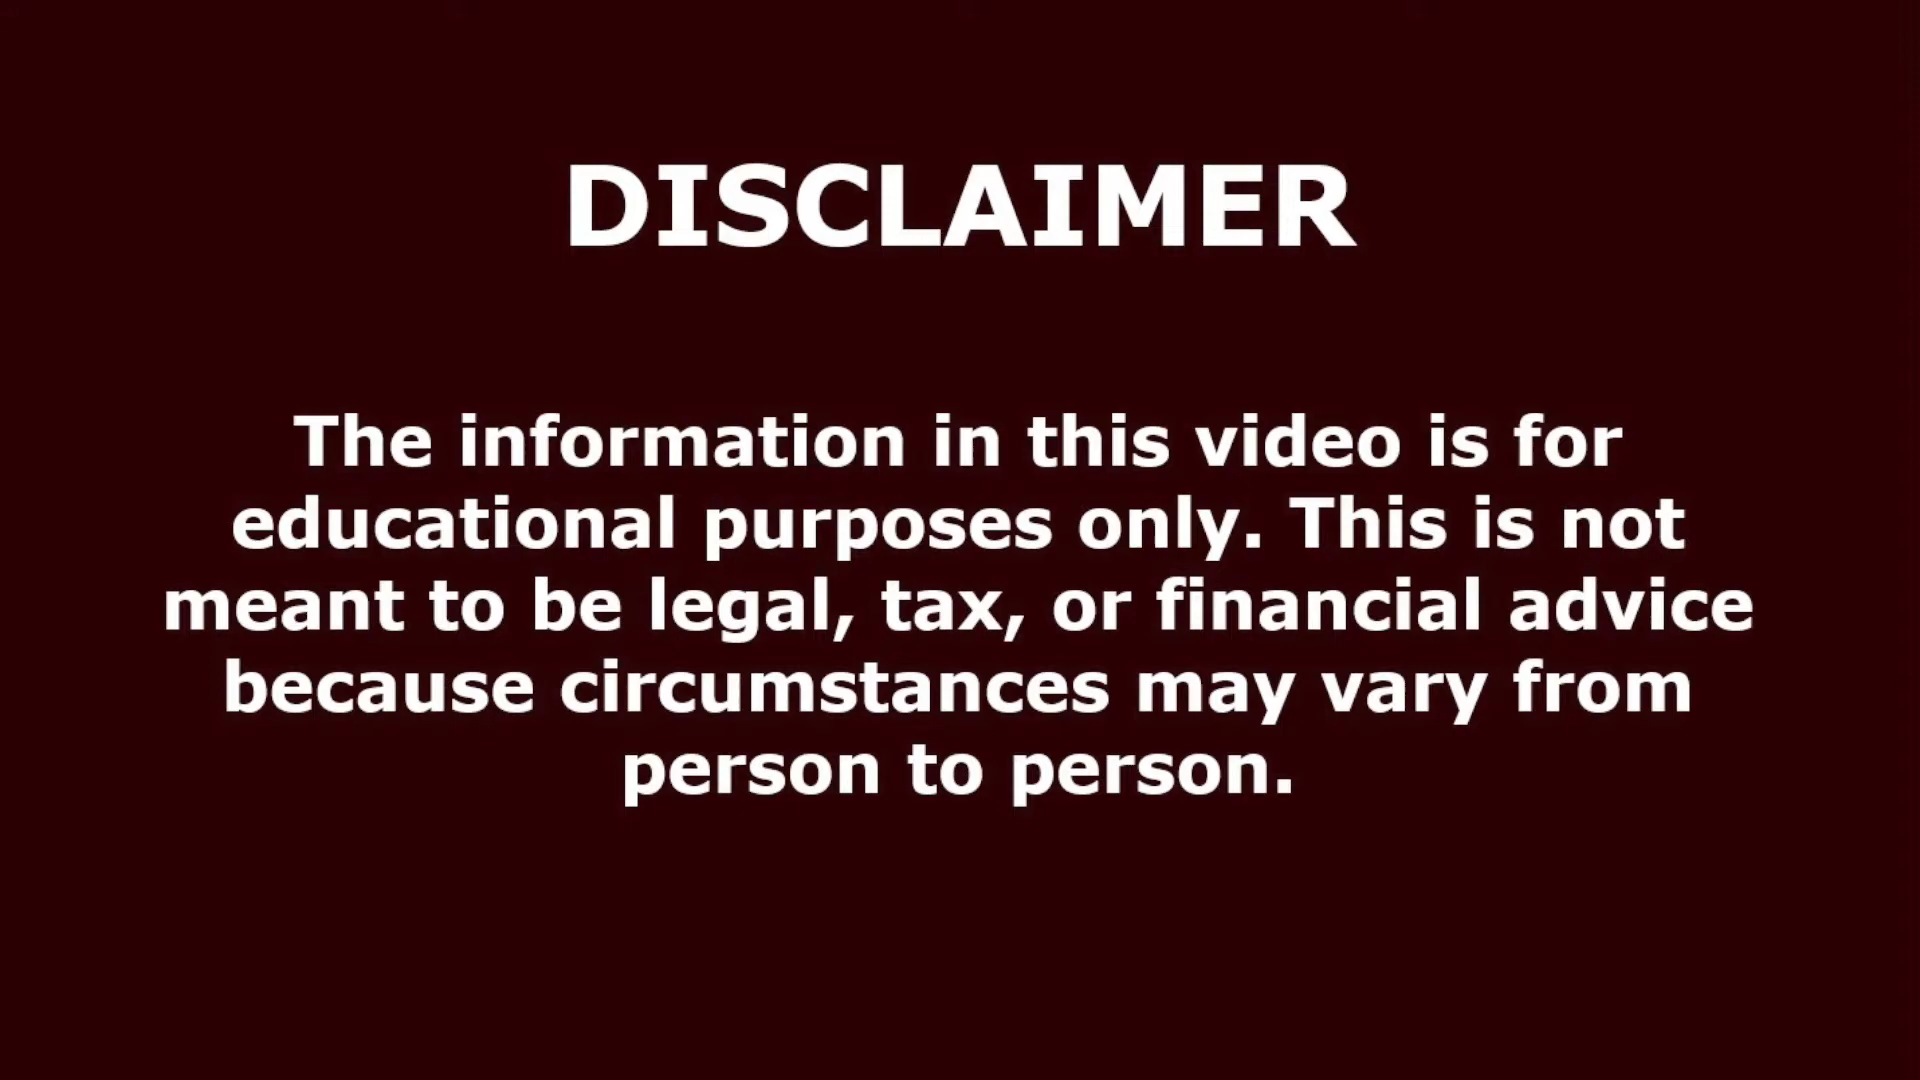 DISCLAIMER
The information in this video is for
educational purposes only. This is not
meant to be legal, tax, or financial advice
because circumstances may vary from
person to person.